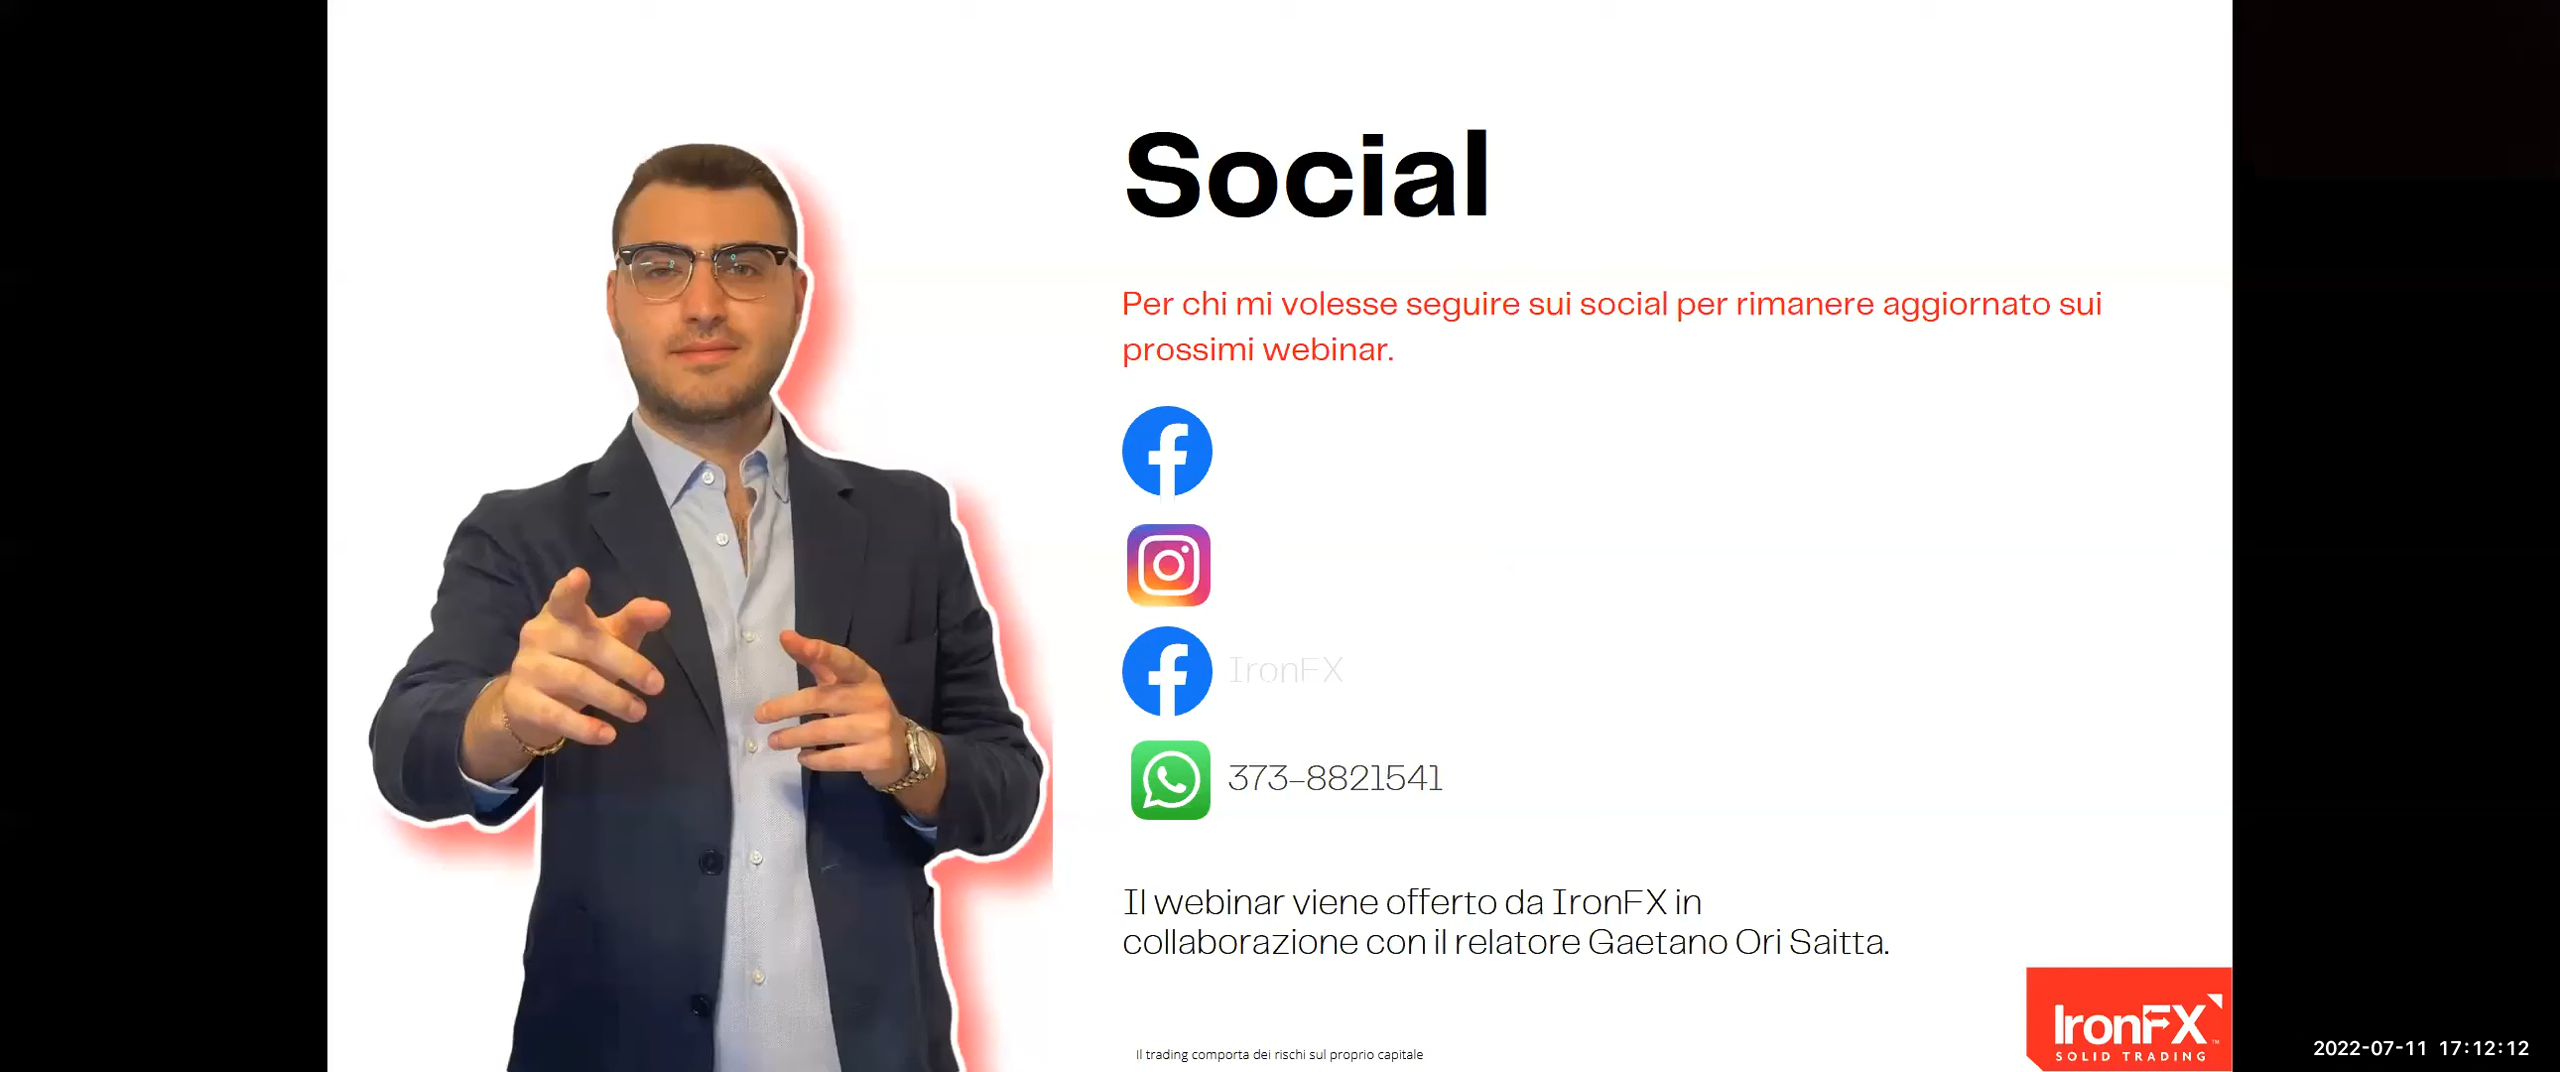 Social
Per chi mi volesse seguire sui social per rimanere aggiornato sui
prossimi webinar.
IronFX
373-8821541
Il webinar viene offerto da IronFX in
collaborazione con il relatore Gaetano Ori Saitta.
Il trading comporta dei rischi sul proprio capitale
IronFX
SOLID TRADING
2022-07-11 17:12:12